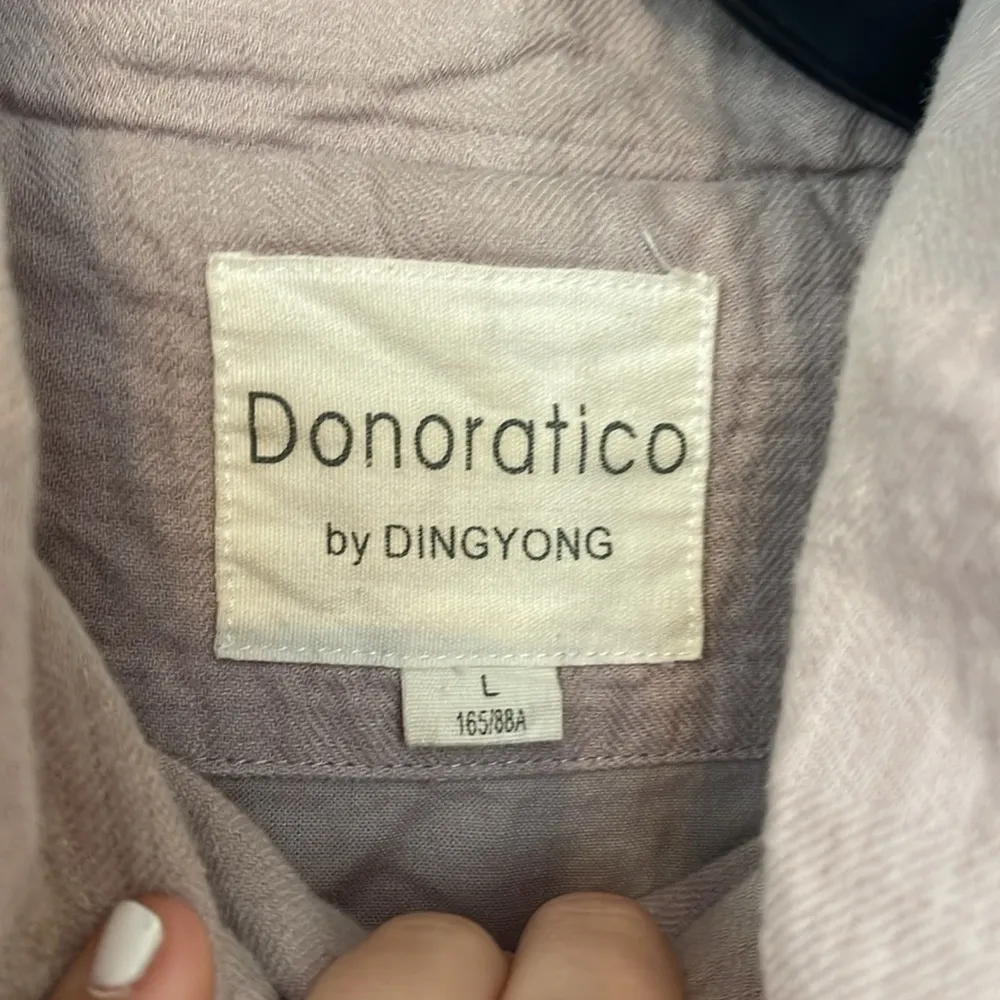 Donoratico
by DINGYONG
L
165/88A